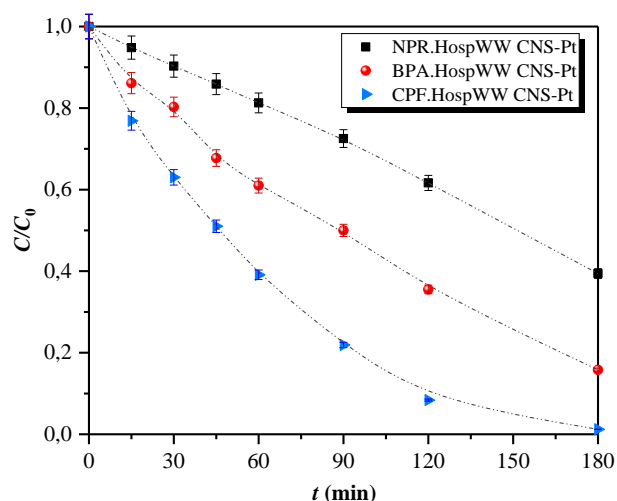 1,0
0,8
0,6
0,4
0,2
0,0
C/C₀
NPR.HospWW CNS-Pt
BPA.HospWW CNS-Pt
CPF.HospWW CNS-Pt
0 30 60 90 120 150 180
t (min)